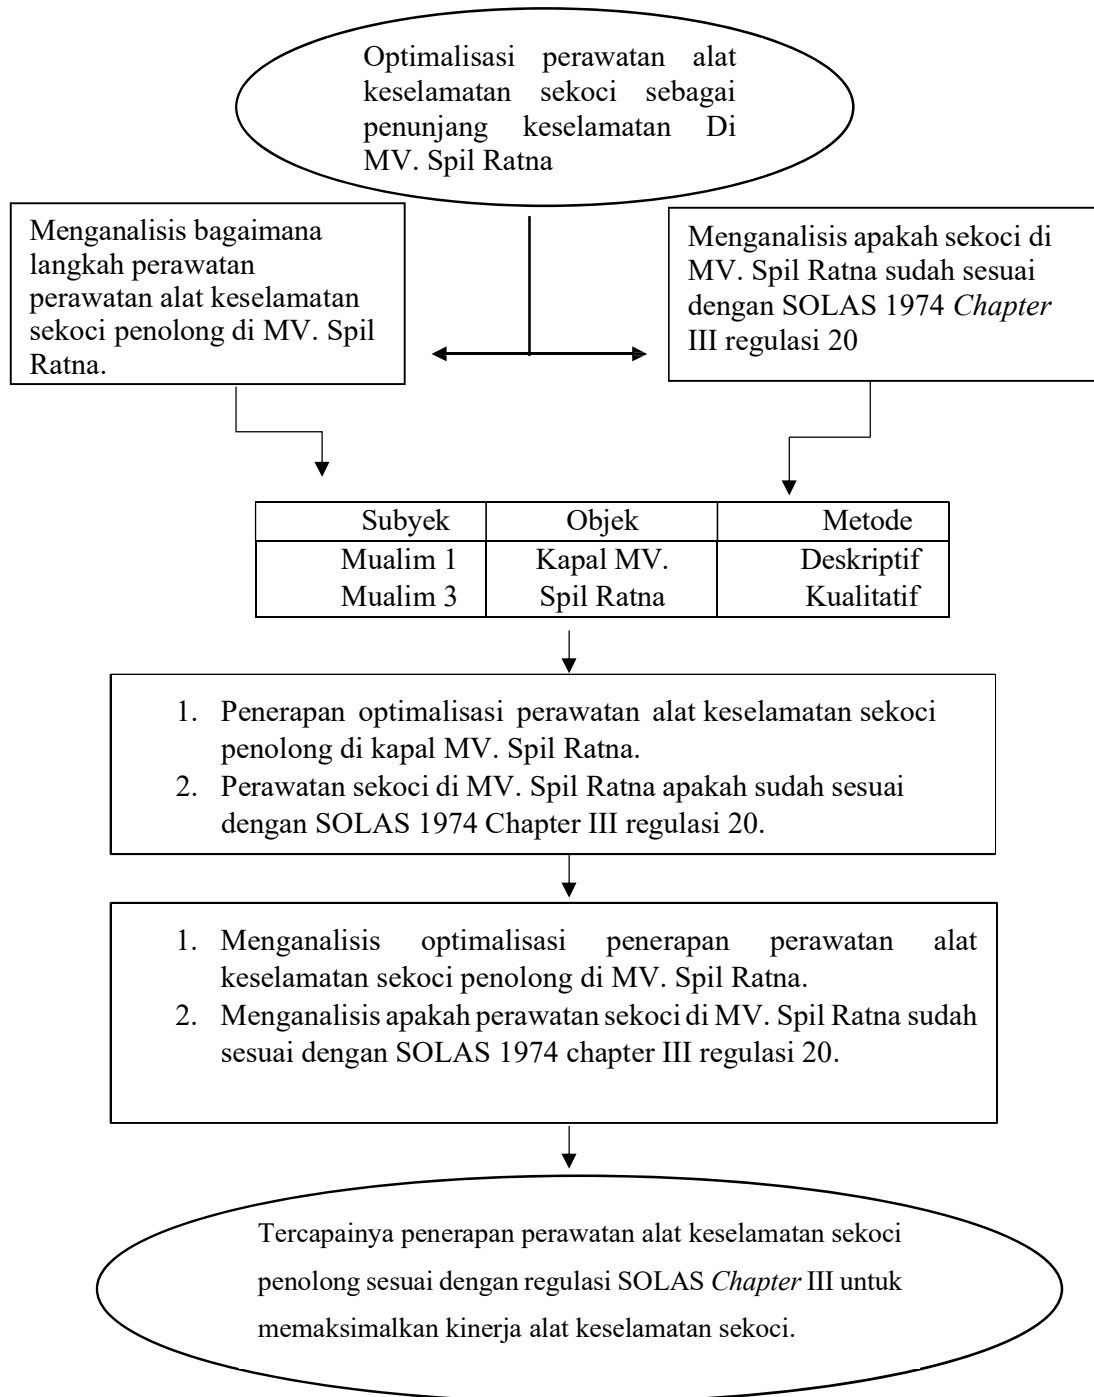 Optimalisasi perawatan alat
keselamatan sekoci sebagai
penunjang keselamatan Di
MV. Spil Ratna
Menganalisis bagaimana
langkah perawatan
perawatan alat keselamatan
sekoci penolong di MV. Spil
Ratna.
Menganalisis apakah sekoci di
MV. Spil Ratna sudah sesuai
dengan SOLAS 1974 Chapter
III regulasi 20
Subyek Objek Metode
Mualim 1 Kapal MV. Deskriptif
Mualim 3 Spil Ratna Kualitatif
1. Penerapan optimalisasi perawatan alat keselamatan sekoci
penolong di kapal MV. Spil Ratna.
2. Perawatan sekoci di MV. Spil Ratna apakah sudah sesuai
dengan SOLAS 1974 Chapter III regulasi 20.
1. Menganalisis optimalisasi penerapan perawatan alat
keselamatan sekoci penolong di MV. Spil Ratna.
2. Menganalisis apakah perawatan sekoci di MV. Spil Ratna sudah
sesuai dengan SOLAS 1974 chapter III regulasi 20.
Tercapainya penerapan perawatan alat keselamatan sekoci
penolong sesuai dengan regulasi SOLAS Chapter III untuk
memaksimalkan kinerja alat keselamatan sekoci.